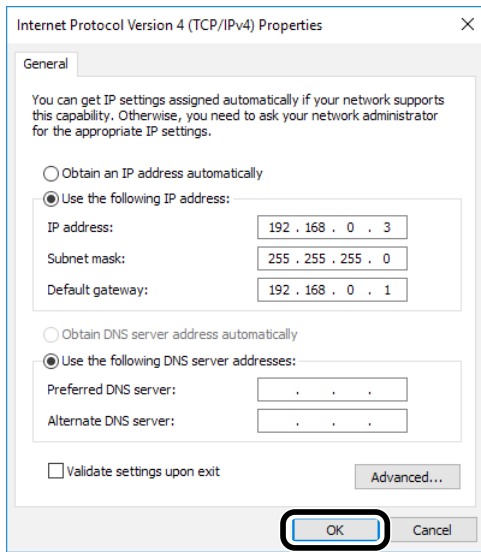 Internet Protocol Version 4 (TCP/IPv4) Properties
General
You can get IP settings assigned automatically if your network supports
this capability. Otherwise, you need to ask your network administrator
for the appropriate IP settings.
Obtain an IP address automatically
Use the following IP address:
IP address: 192 . 168 . 0 . 3
Subnet mask: 255 . 255 . 255 . 0
Default gateway: 192 . 168 . 0 . 1
Obtain DNS server address automatically
Use the following DNS server addresses:
Preferred DNS server: . . .
Alternate DNS server: . . .
Validate settings upon exit
Advanced...
OK Cancel